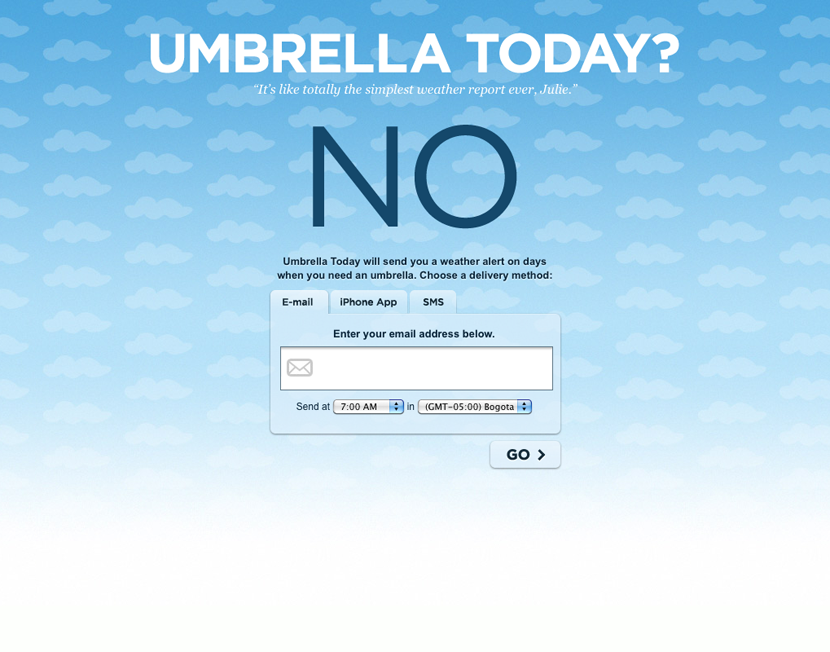 UMBRELLA TODAY?
"It's like totally the simplest weather report ever, Julie."
NO
Umbrella Today will send you a weather alert on days
when you need an umbrella. Choose a delivery method:
E-mail iPhone App SMS
Enter your email address below.
Send at 7:00 AM in (GMT-05:00) Bogota
GO